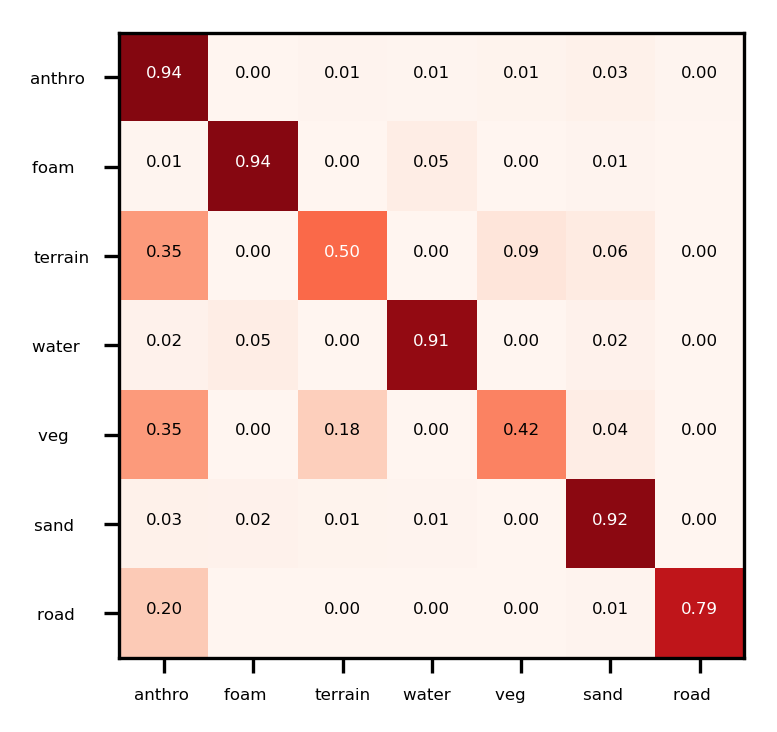 anthro 0.94 0.00 0.01 0.01 0.01 0.03 0.00
foam 0.01 0.94 0.00 0.05 0.00 0.01
terrain 0.35 0.00 0.50 0.00 0.09 0.06 0.00
water 0.02 0.05 0.00 0.91 0.00 0.02 0.00
veg 0.35 0.00 0.18 0.00 0.42 0.04 0.00
sand 0.03 0.02 0.01 0.01 0.00 0.92 0.00
road 0.20 0.00 0.00 0.00 0.01 0.79
anthro foam terrain water veg sand road